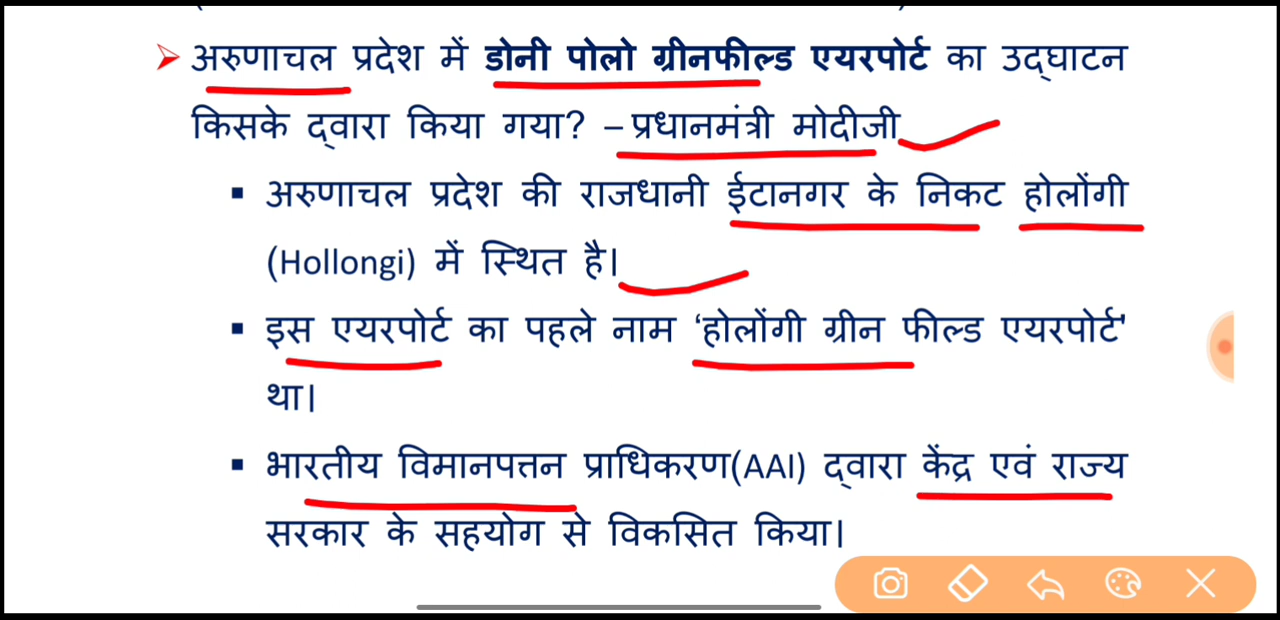 अरुणाचल प्रदेश में डोनी पोलो ग्रीनफील्ड एयरपोर्ट का उद्घाटन
किसके द्वारा किया गया? – प्रधानमंत्री मोदीजी
▪ अरुणाचल प्रदेश की राजधानी ईटानगर के निकट होलोंगी
(Hollongi) में स्थित है।
▪ इस एयरपोर्ट का पहले नाम ‘होलोंगी ग्रीन फील्ड एयरपोर्ट'
था।
▪ भारतीय विमानपत्तन प्राधिकरण(AAI) द्वारा केंद्र एवं राज्य
सरकार के सहयोग से विकसित किया।